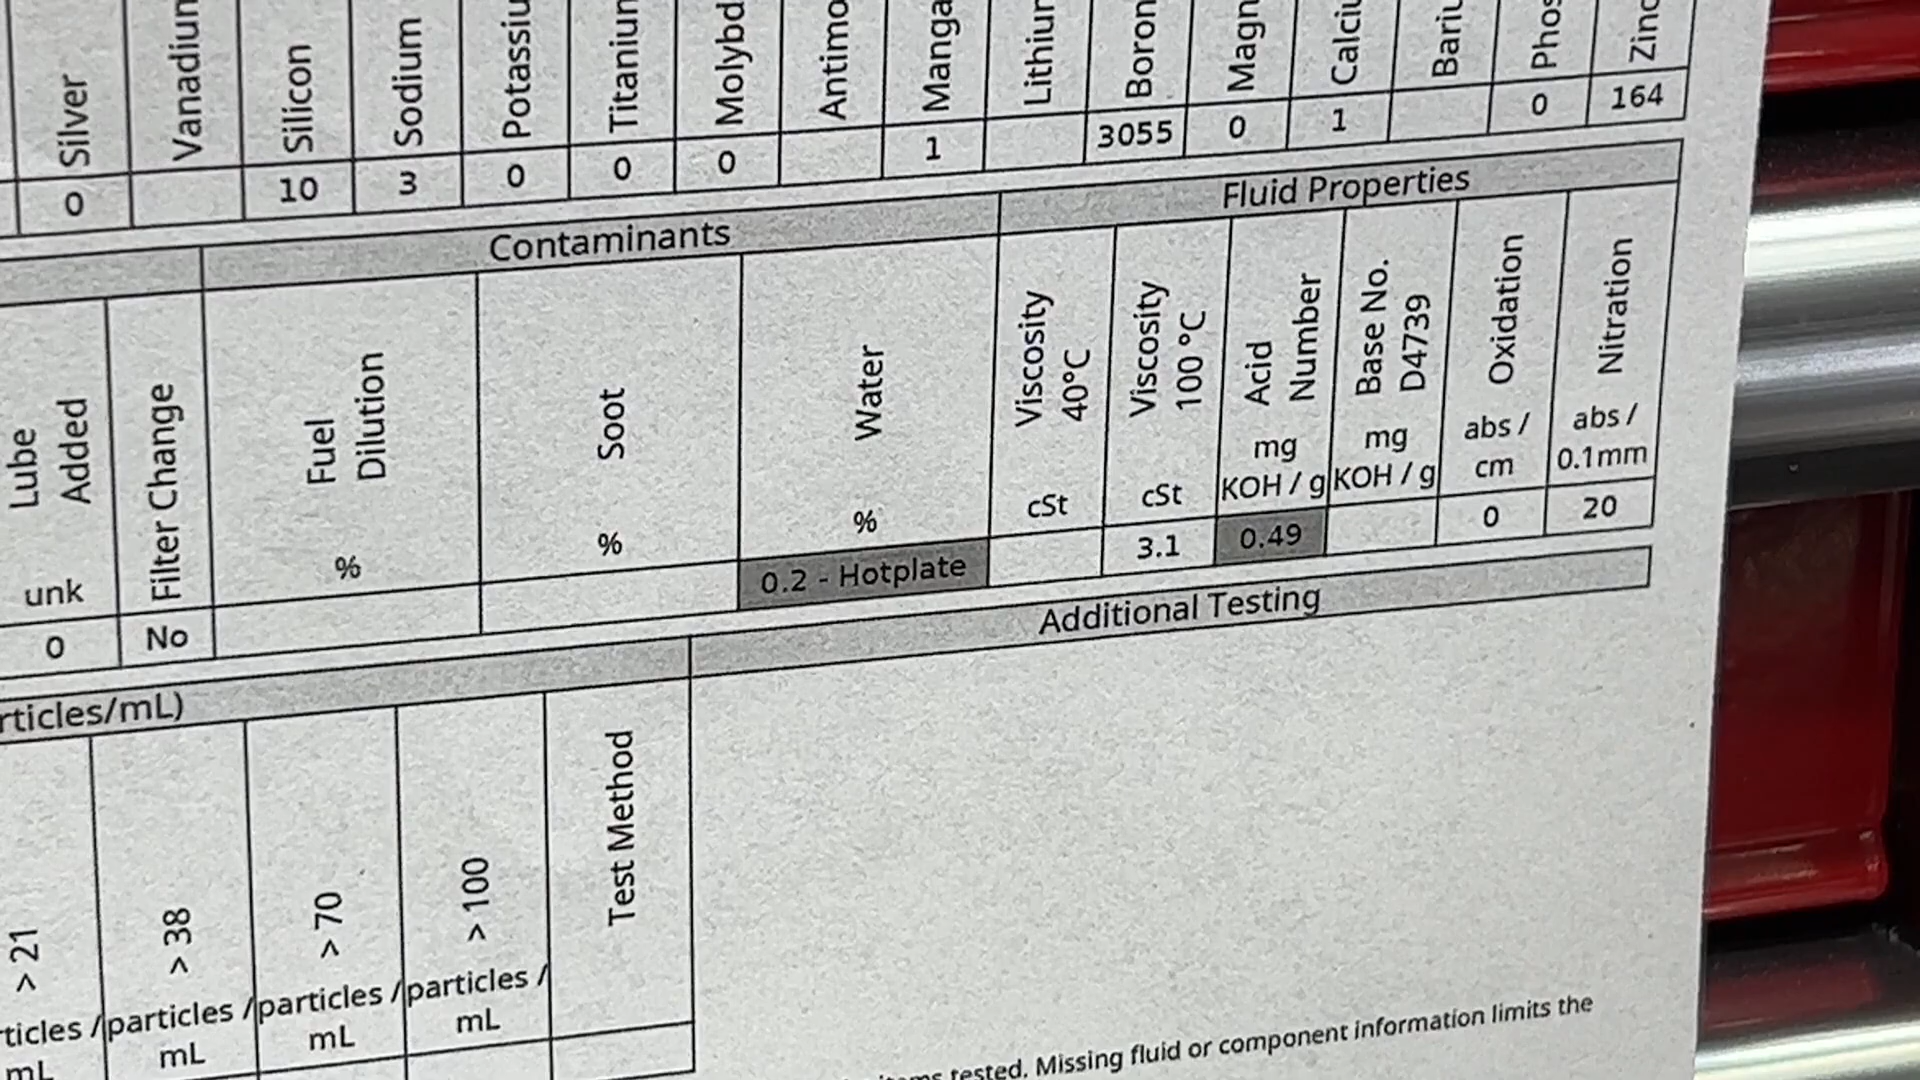 Silver Vanadium Silicon Sodium Potassiu Titanium Molybd Antimo Manga Lithiur Boron Magn Calciu Bariu Phos Zinc
0 10 3 0 0 0 1 3055 0 1 0 164
Contaminants Fluid Properties
Lube Added unk
Filter Change
Fuel Dilution %
Soot %
Water %
Viscosity 40°C cSt
Viscosity 100 °C cSt
Acid Number mg KOH / g
Base No. D4739 mg KOH / g
Oxidation abs / cm
Nitration abs / 0.1mm
0 No 0.2 - Hotplate 3.1 0.49 0 20
rticles/mL) Additional Testing
> 21 rticles / mL
> 38 particles / mL
> 70 particles / mL
> 100 particles / mL
Test Method
tested. Missing fluid or component information limits the